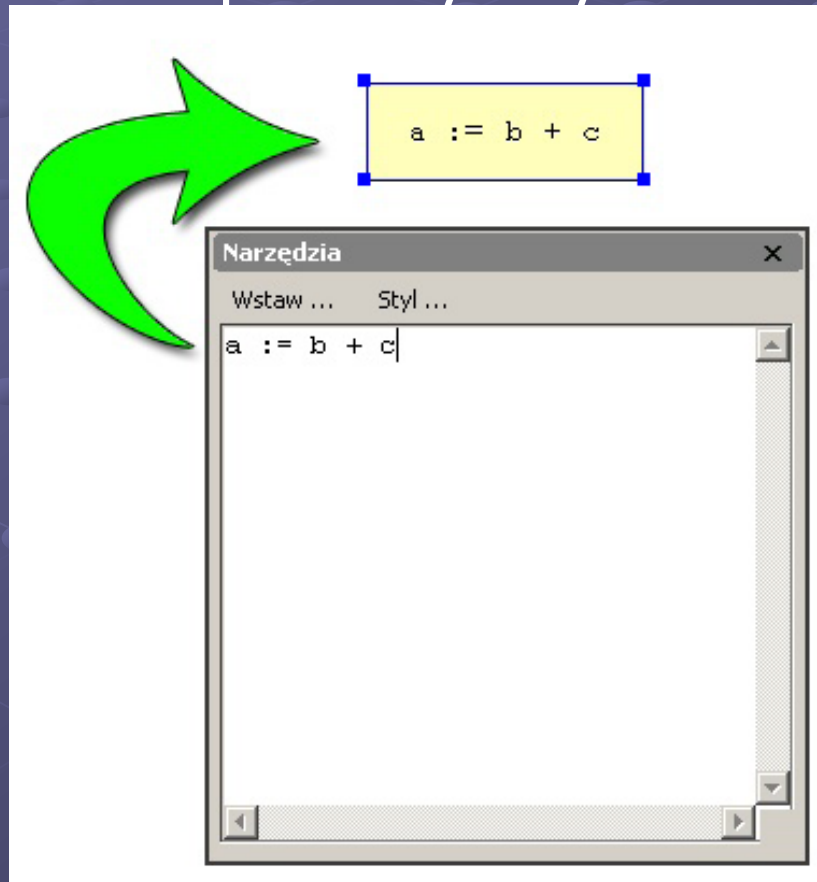 a := b + c
Narzędzia
Wstaw ... Styl ...
a := b + c